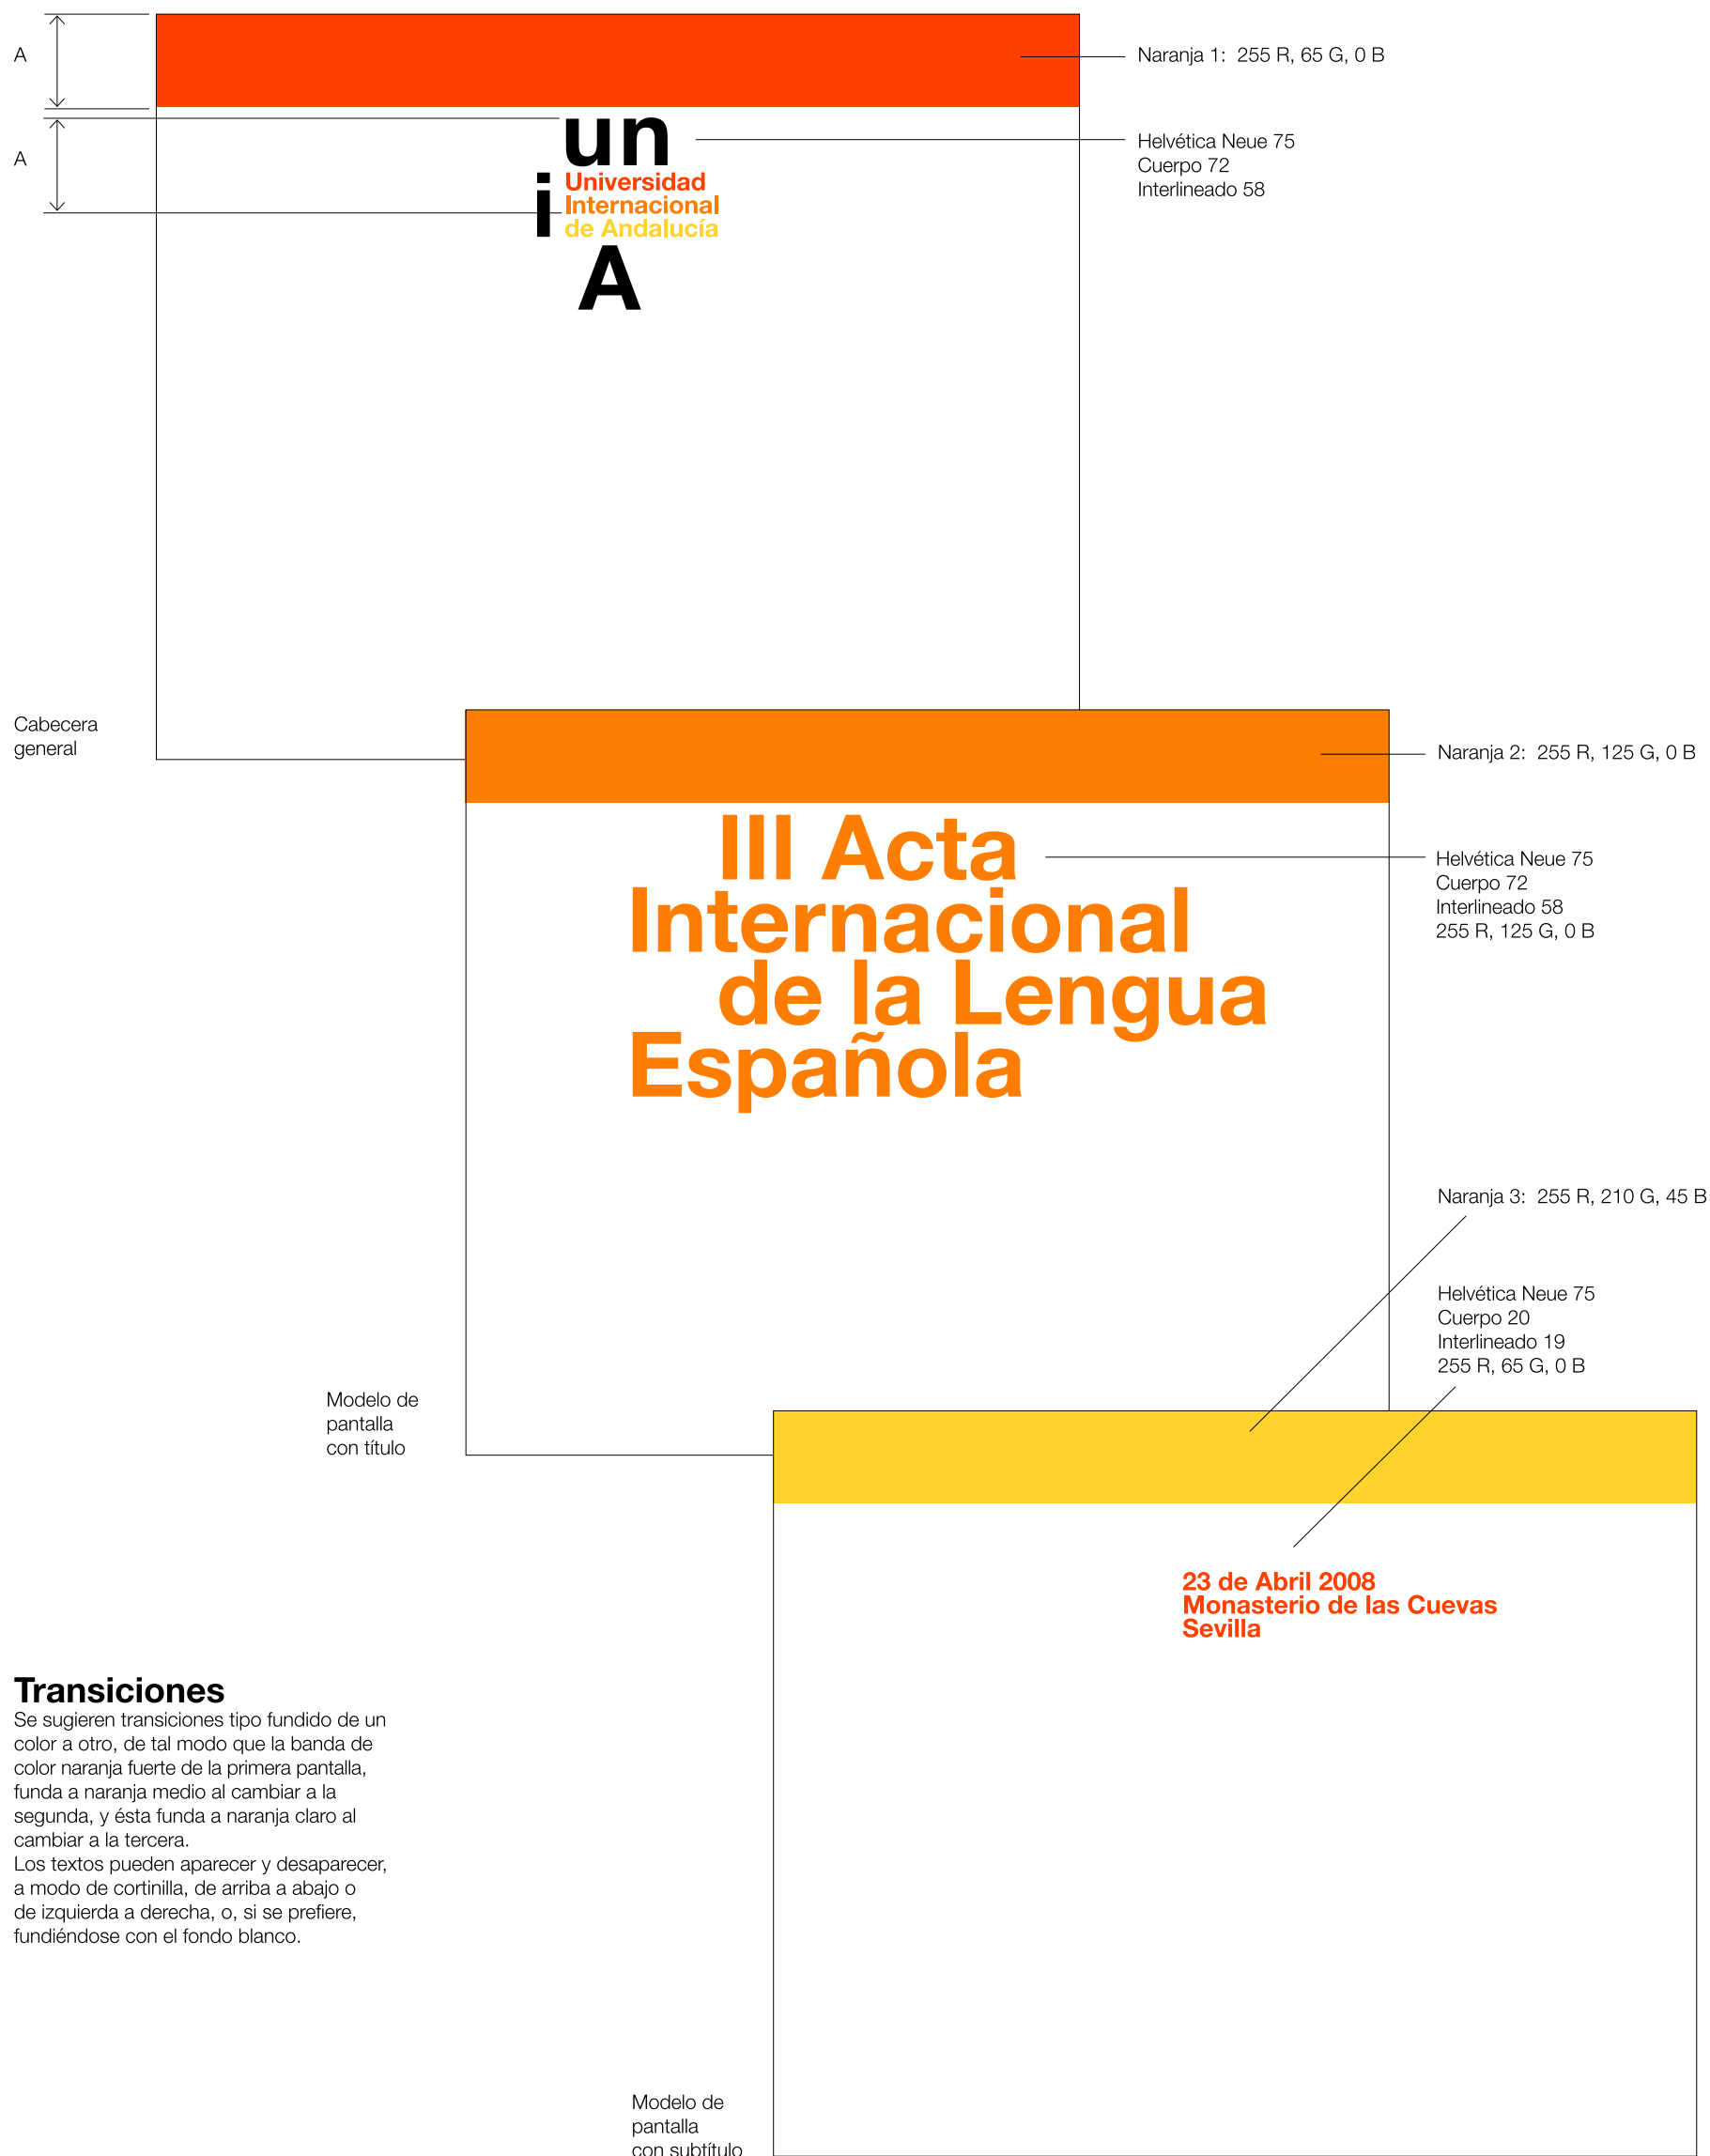 A
Naranja 1:  255 R, 65 G, 0 B
A
un
i
Universidad
Internacional
de Andalucía
A
Helvética Neue 75
Cuerpo 72
Interlineado 58
Cabecera
general
Naranja 2:  255 R, 125 G, 0 B
III Acta
Internacional
de la Lengua
Española
Helvética Neue 75
Cuerpo 72
Interlineado 58
255 R, 125 G, 0 B
Naranja 3:  255 R, 210 G, 45 B
Helvética Neue 75
Cuerpo 20
Interlineado 19
255 R, 65 G, 0 B
Modelo de
pantalla
con título
23 de Abril 2008
Monasterio de las Cuevas
Sevilla
Transiciones
Se sugieren transiciones tipo fundido de un
color a otro, de tal modo que la banda de
color naranja fuerte de la primera pantalla,
funda a naranja medio al cambiar a la
segunda, y ésta funda a naranja claro al
cambiar a la tercera.
Los textos pueden aparecer y desaparecer,
a modo de cortinilla, de arriba a abajo o
de izquierda a derecha, o, si se prefiere,
fundiéndose con el fondo blanco.
Modelo de
pantalla
con subtítulo